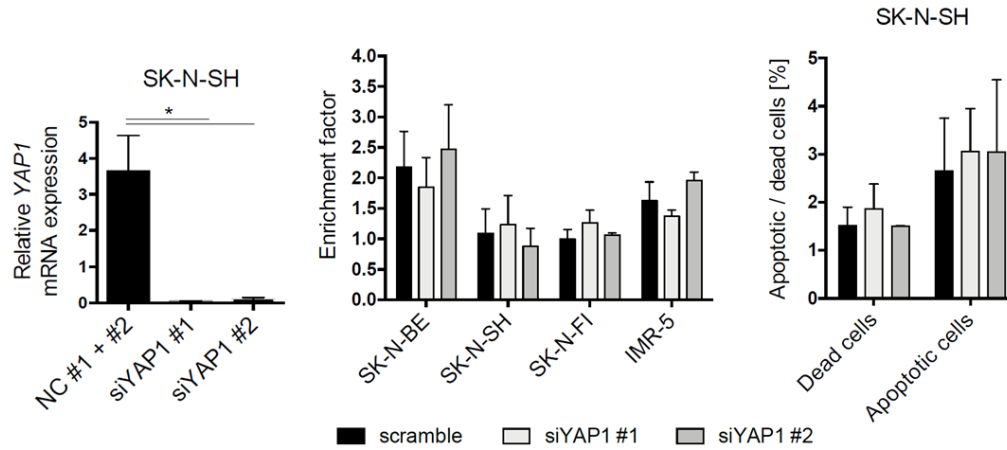 SK-N-SH
*
Relative YAP1
mRNA expression
5
4
3
2
1
0
NC #1 + #2
siYAP1 #1
siYAP1 #2
Enrichment factor
4.0
3.5
3.0
2.5
2.0
1.5
1.0
0.5
0.0
SK-N-BE
SK-N-SH
SK-N-FI
IMR-5
SK-N-SH
Apoptotic / dead cells [%]
5
4
3
2
1
0
Dead cells
Apoptotic cells
scramble
siYAP1 #1
siYAP1 #2